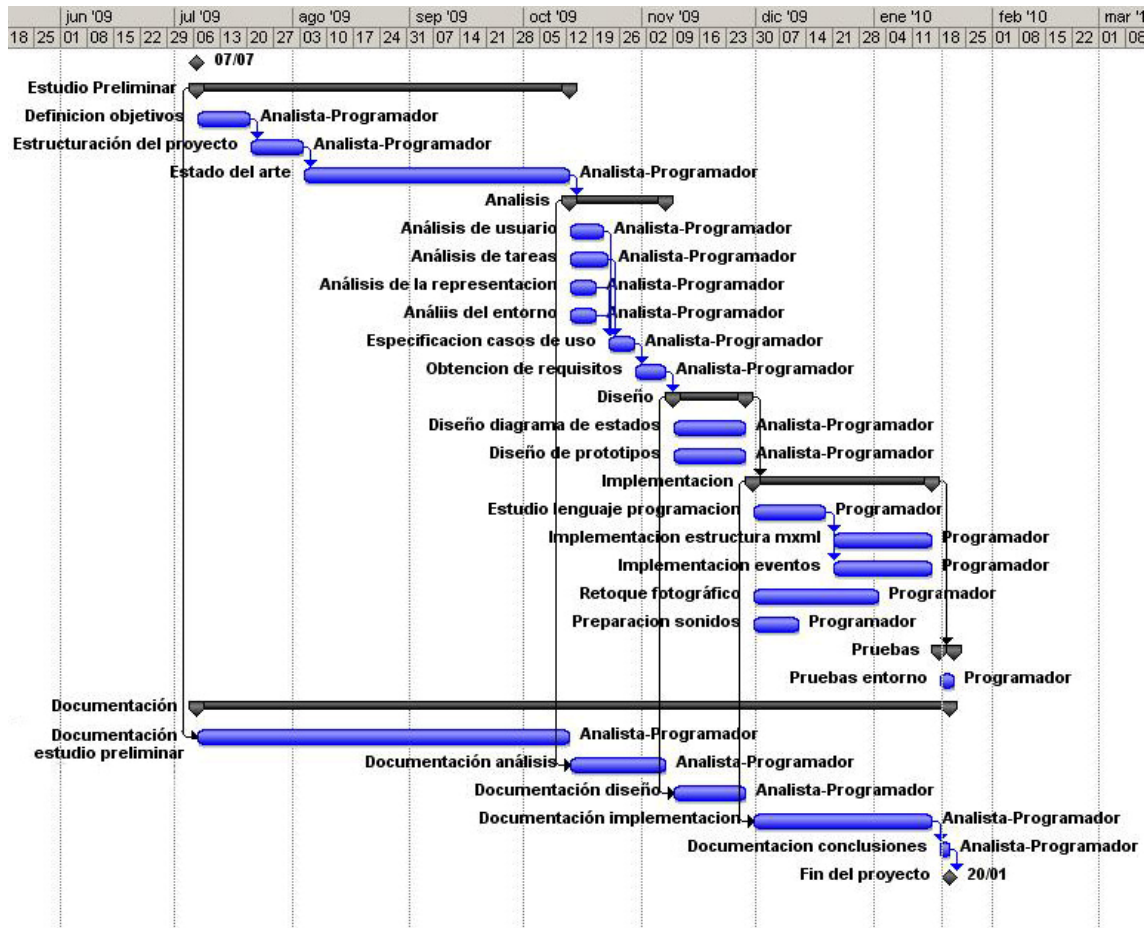 jun '09 jul '09 ago '09 sep '09 oct '09 nov '09 dic '09 ene '10 feb '10 mar '1
18 25 01 08 15 22 29 06 13 20 27 03 10 17 24 31 07 14 21 28 05 12 19 26 02 09 16 23 30 07 14 21 28 04 11 18 25 01 08 15 22 01 08
07/07
Estudio Preliminar
Definicion objetivos Analista-Programador
Estructuración del proyecto Analista-Programador
Estado del arte Analista-Programador
Analisis
Análisis de usuario Analista-Programador
Análisis de tareas Analista-Programador
Análisis de la representacion Analista-Programador
Análiis del entorno Analista-Programador
Especificacion casos de uso Analista-Programador
Obtencion de requisitos Analista-Programador
Diseño
Diseño diagrama de estados Analista-Programador
Diseño de prototipos Analista-Programador
Implementacion
Estudio lenguaje programacion Programador
Implementacion estructura mxml Programador
Implementacion eventos Programador
Retoque fotográfico Programador
Preparacion sonidos Programador
Pruebas
Pruebas entorno Programador
Documentación
Documentación Analista-Programador
estudio preliminar
Documentación análisis Analista-Programador
Documentación diseño Analista-Programador
Documentación implementacion Analista-Programador
Documentacion conclusiones Analista-Programador
Fin del proyecto 20/01